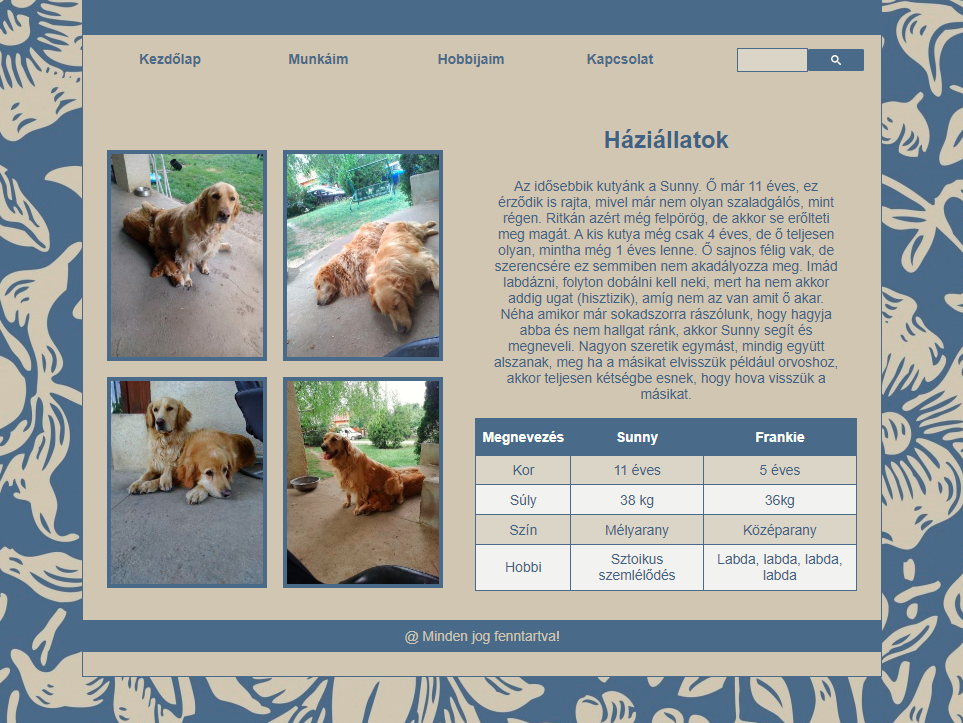 Kezdőlap Munkáim Hobbijaim Kapcsolat
Háziállatok
Az idősebbik kutyánk a Sunny. Ő már 11 éves, ez
érződik is rajta, mivel már nem olyan szaladgálós, mint
régen. Ritkán azért még felpörög, de akkor se erőlteti
meg magát. A kis kutya még csak 4 éves, de ő teljesen
olyan, mintha még 1 éves lenne. Ő sajnos félig vak, de
szerencsére ez semmiben nem akadályozza meg. Imád
labdázni, folyton dobálni kell neki, mert ha nem akkor
addig ugat (hisztizik), amíg nem az van amit ő akar.
Néha amikor már sokadszorra rászólunk, hogy hagyja
abba és nem hallgat ránk, akkor Sunny segít és
megneveli. Nagyon szeretik egymást, mindig együtt
alszanak, meg ha a másikat elvisszük például orvoshoz,
akkor teljesen kétségbe esnek, hogy hova visszük a
másikat.
Megnevezés Sunny Frankie
Kor 11 éves 5 éves
Súly 38 kg 36kg
Szín Mélyarany Középarany
Hobbi Sztoikus szemlélődés Labda, labda, labda, labda
@ Minden jog fenntartva!